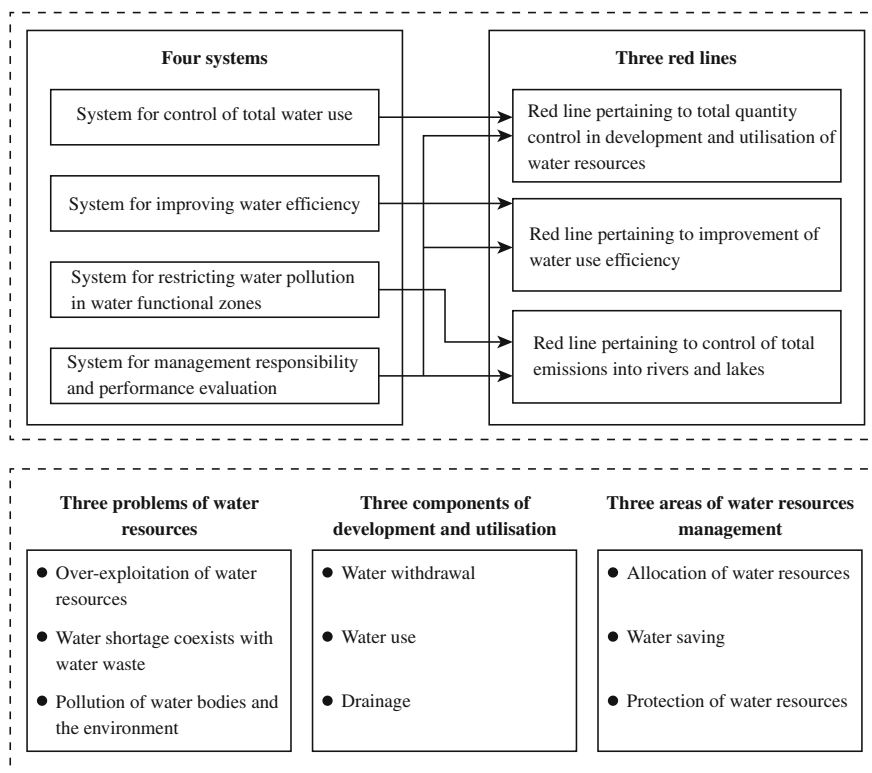 Four systems
System for control of total water use
System for improving water efficiency
System for restricting water pollution
in water functional zones
System for management responsibility
and performance evaluation
Three red lines
Red line pertaining to total quantity
control in development and utilisation of
water resources
Red line pertaining to improvement of
water use efficiency
Red line pertaining to control of total
emissions into rivers and lakes
Three problems of water
resources
● Over-exploitation of water
resources
● Water shortage coexists with
water waste
● Pollution of water bodies and
the environment
Three components of
development and utilisation
● Water withdrawal
● Water use
● Drainage
Three areas of water resources
management
● Allocation of water resources
● Water saving
● Protection of water resources